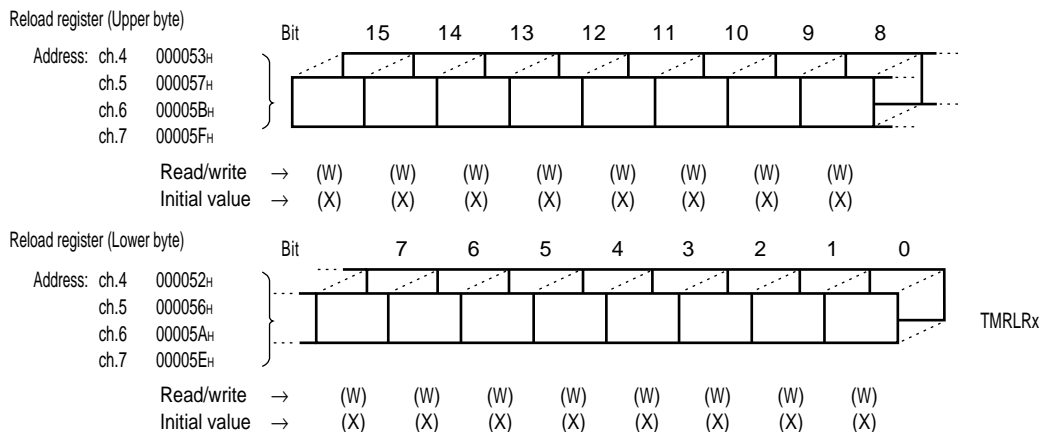 Reload register (Upper byte)
Bit 15 14 13 12 11 10 9 8
Address: ch.4 000053H
ch.5 000057H
ch.6 00005BH
ch.7 00005FH
Read/write → (W) (W) (W) (W) (W) (W) (W) (W)
Initial value → (X) (X) (X) (X) (X) (X) (X) (X)
Reload register (Lower byte)
Bit 7 6 5 4 3 2 1 0
Address: ch.4 000052H
ch.5 000056H
ch.6 00005AH
ch.7 00005EH
TMRLRx
Read/write → (W) (W) (W) (W) (W) (W) (W) (W)
Initial value → (X) (X) (X) (X) (X) (X) (X) (X)